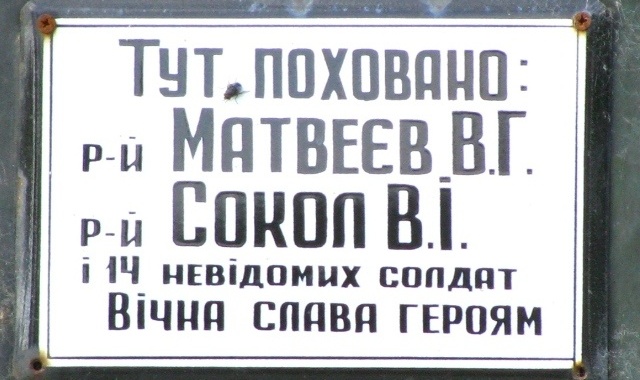 Тут поховано:
р-й Матвеєв В.Г.
р-й Сокол В.І.
і 14 невідомих солдат
Вічна слава героям